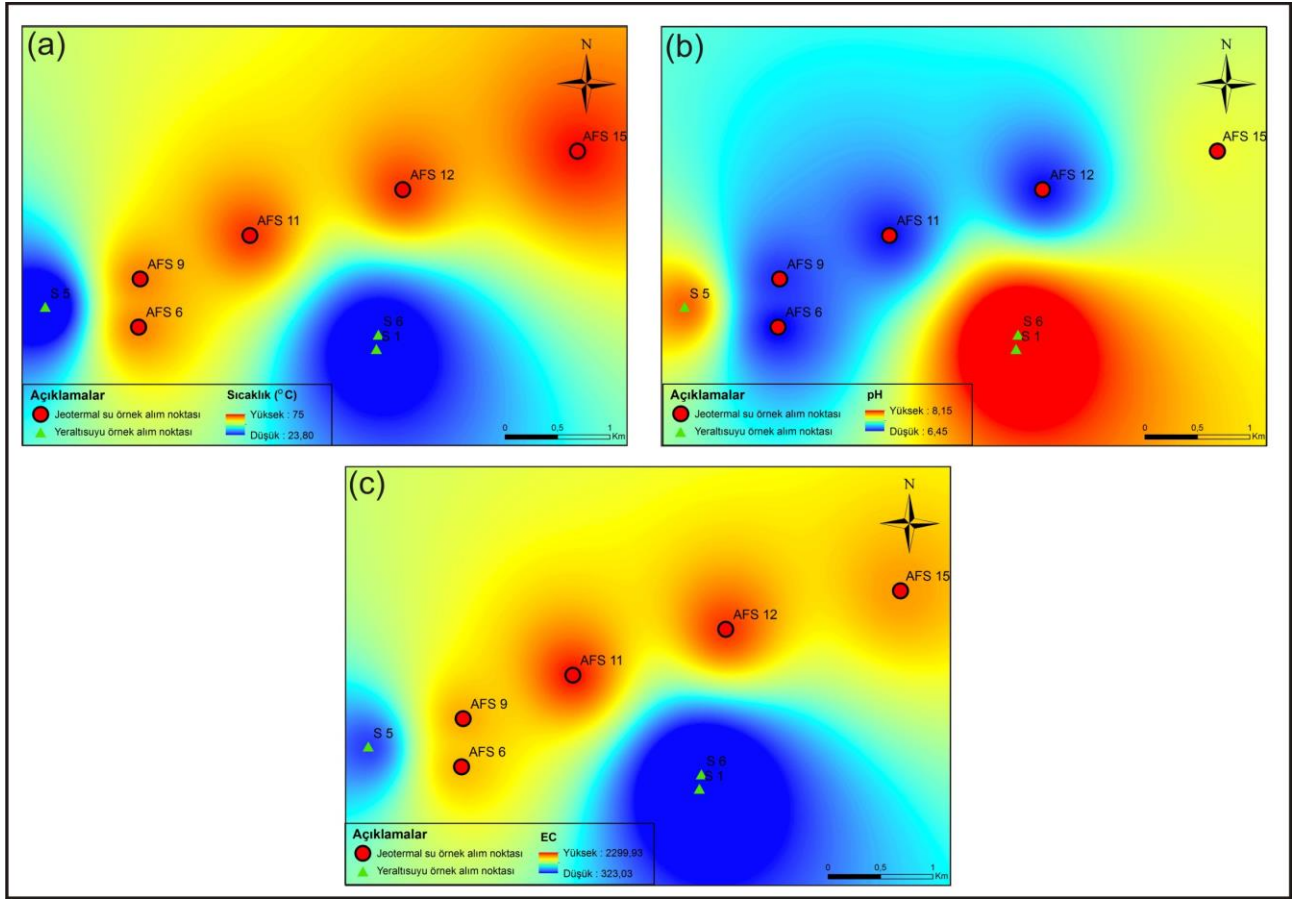 (a)
N
AFS 15
AFS 12
AFS 11
AFS 9
S 5
AFS 6
S 6
S 1
Açıklamalar
Jeotermal su örnek alım noktası
Yeraltısuyu örnek alım noktası
Sıcaklık (°C)
Yüksek : 75
Düşük : 23,80
0 0,5 1
Km
(b)
N
AFS 15
AFS 12
AFS 11
AFS 9
S 5
AFS 6
S 6
S 1
Açıklamalar
Jeotermal su örnek alım noktası
Yeraltısuyu örnek alım noktası
pH
Yüksek : 8,15
Düşük : 6,45
0 0,5 1
Km
(c)
N
AFS 15
AFS 12
AFS 11
AFS 9
S 5
AFS 6
S 6
S 1
Açıklamalar
Jeotermal su örnek alım noktası
Yeraltısuyu örnek alım noktası
EC
Yüksek : 2299,93
Düşük : 323,03
0 0,5 1
Km